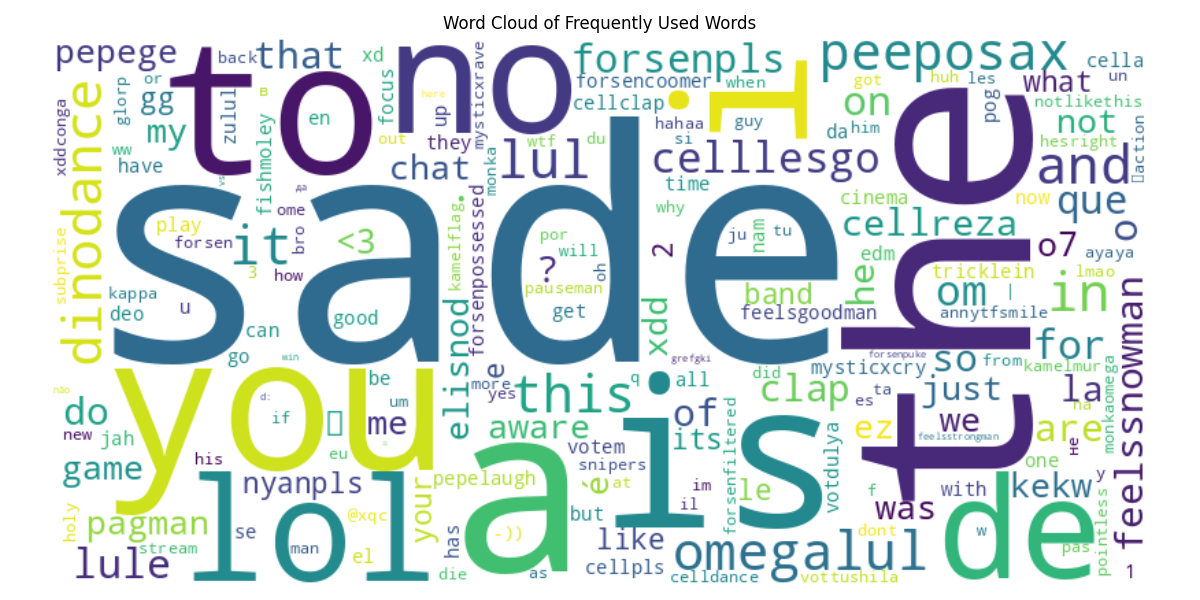 Word Cloud of Frequently Used Words
pepege
back
that
xd
no
forsenpls
peeposax
cella
glorp
or
gg
to
focus
here
up
mysticxrave
forsencoomer
when
i
got
huh
les
un
what
pog
notlikethis
xddconga
dinodance
my
zulul
B
en
out
they
cellclap
hahaa
guy
on
da
him
not
hesright
action
ww
have
fishmoley
chat
monka
lul
wtf
du
si
celllesgo
the
and
vs
sade
time
why
cinema
now
que
o
play
forsen
it
ome
bro
<3
kamelflag
forsenpossessed
por
will
?
oh
2
ju
nam
tu
cellreza
edm
he
o7
ayaya
subprise
3
how
pauseman
tricklein
lmao
kappa
deo
u
good
get
xdd
band
feelsgoodman
om
|
in
annytfsmile
can
go
win
elisnod
grefgki
forsenpuke
so
from
for
feelssnowman
não
you
be
more
e
yes
this
q
all
did
mysticxcry
kamelmur
do
d:
if
um
me
of
clap
es
ta
just
la
na
monkaomega
new
jah
eu
aware
its
is
we
feelsstrongman
are
не
game
his
nyanpls
pepelaugh
votem
snipers
forsenfiltered
votdulya
ez
one
y
lol
your
a
é
at
im
il
le
f
was
with
kekw
holy
pagman
se
@xqc
has
-))
but
like
omegalul
dont
de
w
pointless
lule
stream
man
el
die
as
cellpls
celldance
vottushila
pas
1